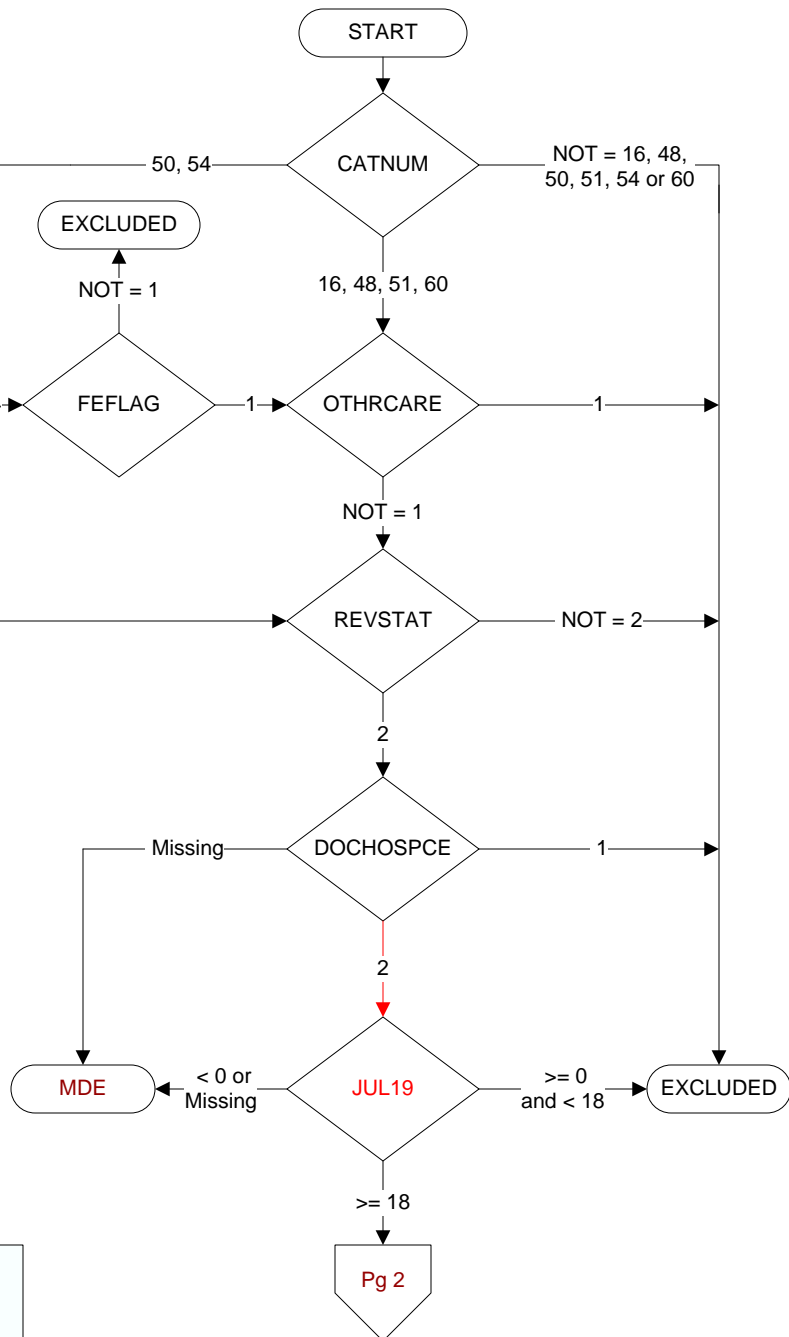 START
50, 54
CATNUM
NOT = 16, 48,
50, 51, 54 or 60
EXCLUDED
NOT = 1
16, 48, 51, 60
FEFLAG
1
OTHRCARE
1
NOT = 1
REVSTAT
NOT = 2
2
Missing
DOCHOSPCE
1
2
MDE
< 0 or
Missing
JUL19
>= 0
and < 18
EXCLUDED
>= 18
Pg 2